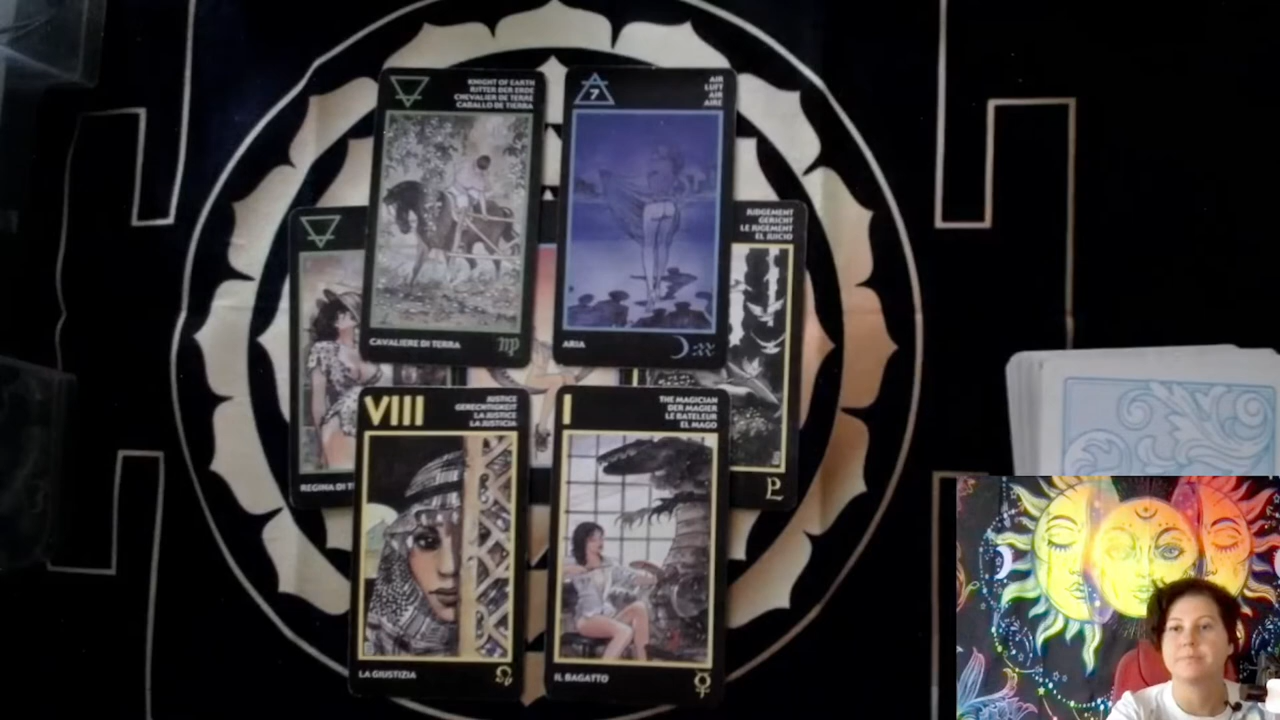 KNIGHT OF EARTH
RITTER DER ERDE
CHEVALIER DE TERRE
CABALLO DE TIERRA
CAVALIERE DI TERRA
7
AIR
LUFT
AIR
AIRE
ARIA
JUDGEMENT
GERICHT
LE JUGEMENT
EL JUICIO
REGINA DI T
VIII
JUSTICE
GERECHTIGKEIT
LA JUSTICE
LA JUSTICIA
LA GIUSTIZIA
I
THE MAGICIAN
DER MAGIER
LE BATELEUR
EL MAGO
IL BAGATTO